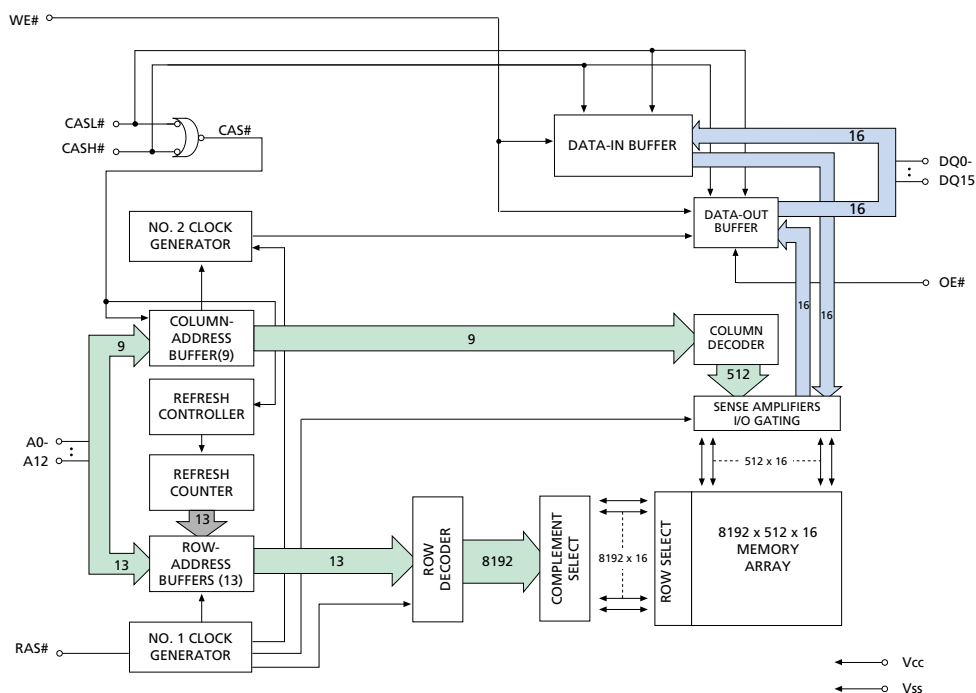 WE#
CASL#
CAS#
CASH#
DATA-IN BUFFER
16
DQ0-
DQ15
16
DATA-OUT
BUFFER
NO. 2 CLOCK
GENERATOR
OE#
16
16
COLUMN-
ADDRESS
BUFFER(9)
9
9
COLUMN
DECODER
512
REFRESH
CONTROLLER
SENSE AMPLIFIERS
I/O GATING
A0-
A12
512 x 16
REFRESH
COUNTER
13
ROW-
ADDRESS
BUFFERS (13)
13
13
ROW
DECODER
8192
COMPLEMENT
SELECT
8192 x 16
ROW SELECT
8192 x 512 x 16
MEMORY
ARRAY
RAS#
NO. 1 CLOCK
GENERATOR
Vcc
Vss